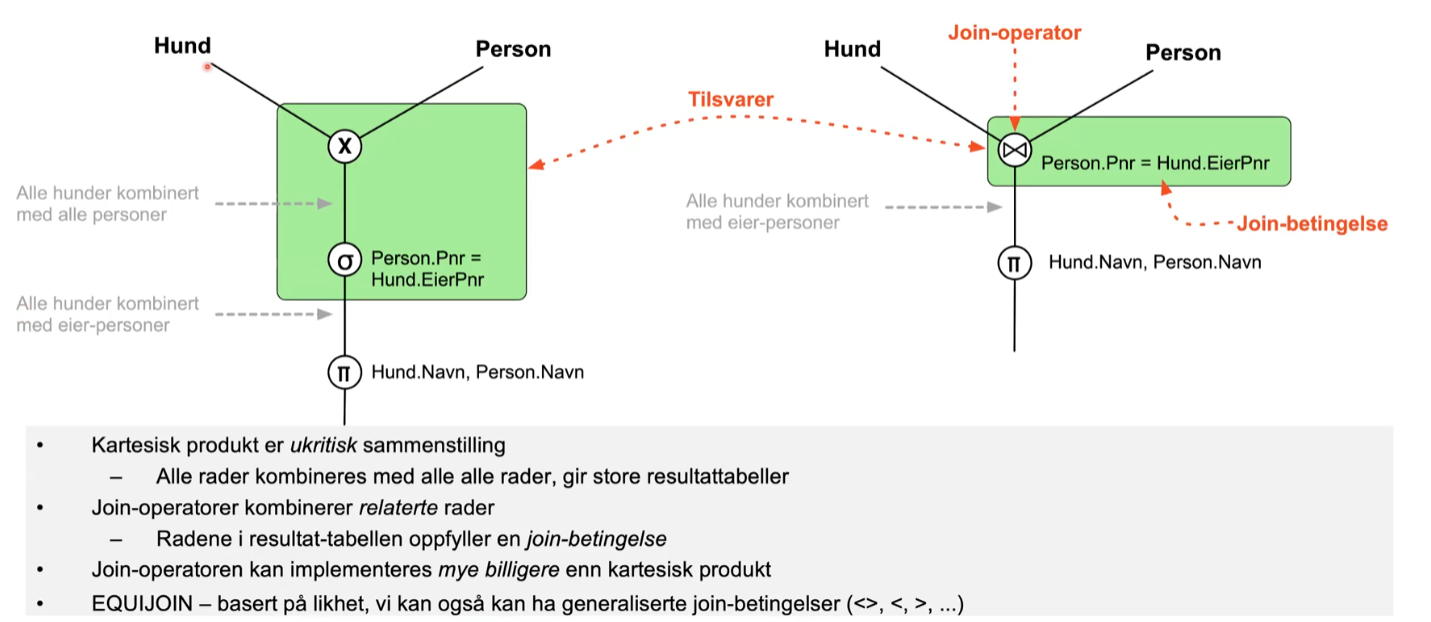 Hund
Person
X
Alle hunder kombinert
med alle personer
σ
Person.Pnr =
Hund.EierPnr
Alle hunder kombinert
med eier-personer
π
Hund.Navn, Person.Navn
Tilsvarer
Join-operator
Hund
Person
⋈
Person.Pnr = Hund.EierPnr
Alle hunder kombinert
med eier-personer
Join-betingelse
π
Hund.Navn, Person.Navn
• Kartesisk produkt er ukritisk sammenstilling
– Alle rader kombineres med alle alle rader, gir store resultattabeller
• Join-operatorer kombinerer relaterte rader
– Radene i resultat-tabellen oppfyller en join-betingelse
• Join-operatoren kan implementeres mye billigere enn kartesisk produkt
• EQUIJOIN – basert på likhet, vi kan også kan ha generaliserte join-betingelser (<>, <, >, ...)